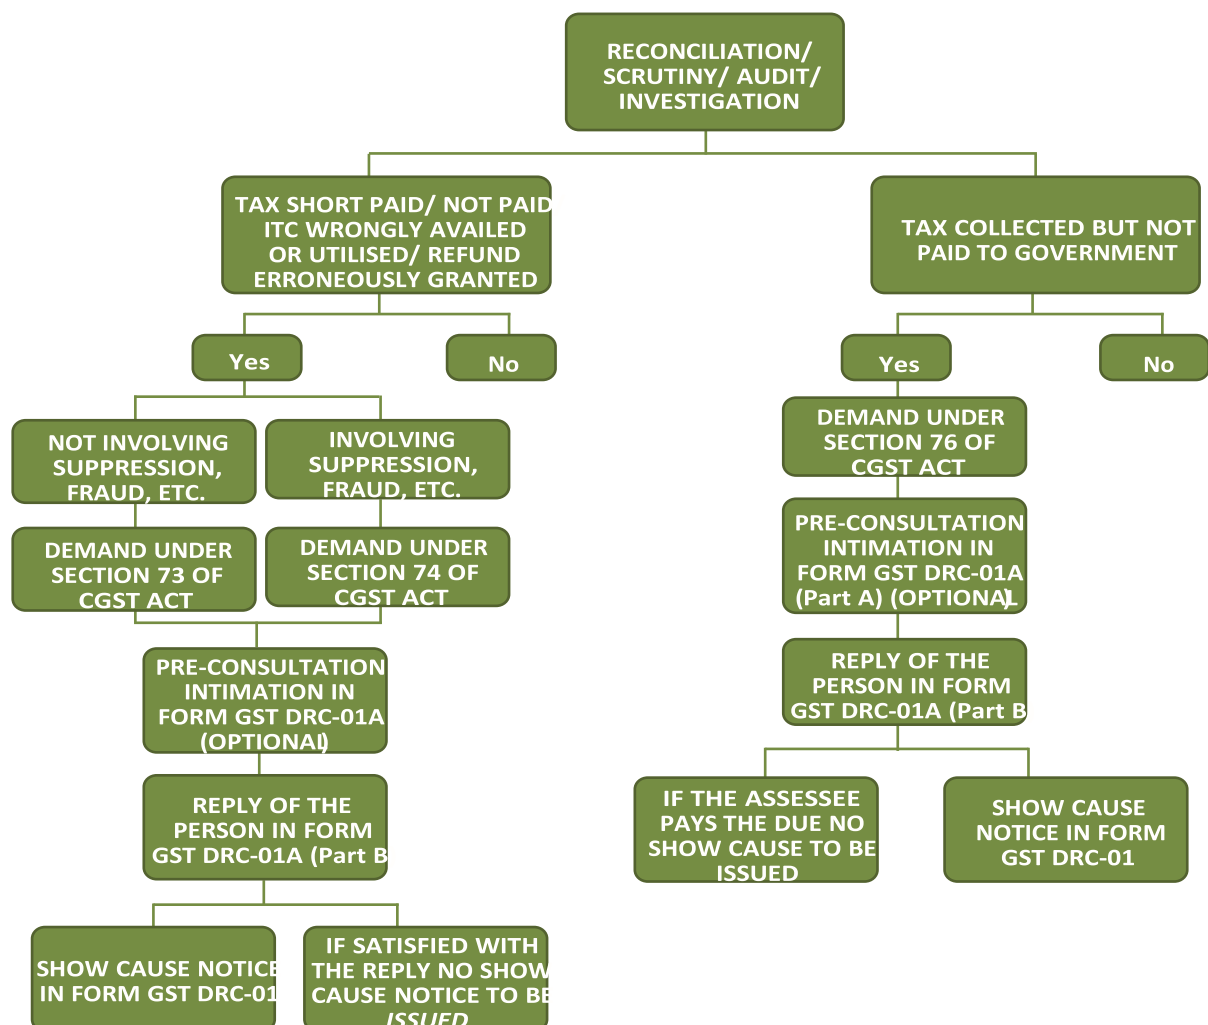 RECONCILIATION/
SCRUTINY/ AUDIT/
INVESTIGATION
TAX SHORT PAID/ NOT PAID
ITC WRONGLY AVAILED
OR UTILISED/ REFUND
ERRONEOUSLY GRANTED
TAX COLLECTED BUT NOT
PAID TO GOVERNMENT
Yes
No
Yes
No
NOT INVOLVING
SUPPRESSION,
FRAUD, ETC.
INVOLVING
SUPPRESSION,
FRAUD, ETC.
DEMAND UNDER
SECTION 76 OF
CGST ACT
DEMAND UNDER
SECTION 73 OF
CGST ACT
DEMAND UNDER
SECTION 74 OF
CGST ACT
PRE-CONSULTATION
INTIMATION IN
FORM GST DRC-01A
(Part A) (OPTIONAL
PRE-CONSULTATION
INTIMATION IN
FORM GST DRC-01A
(OPTIONAL)
REPLY OF THE
PERSON IN FORM
GST DRC-01A (Part B
REPLY OF THE
PERSON IN FORM
GST DRC-01A (Part B
IF THE ASSESSEE
PAYS THE DUE NO
SHOW CAUSE TO BE
ISSUED
SHOW CAUSE
NOTICE IN FORM
GST DRC-01
SHOW CAUSE NOTICE
IN FORM GST DRC-01
IF SATISFIED WITH
THE REPLY NO SHOW
CAUSE NOTICE TO BE
ISSUED